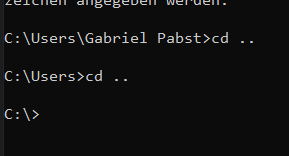 zeichen angegeben werden.
C:\Users\Gabriel Pabst>cd ..
C:\Users>cd ..
C:\>